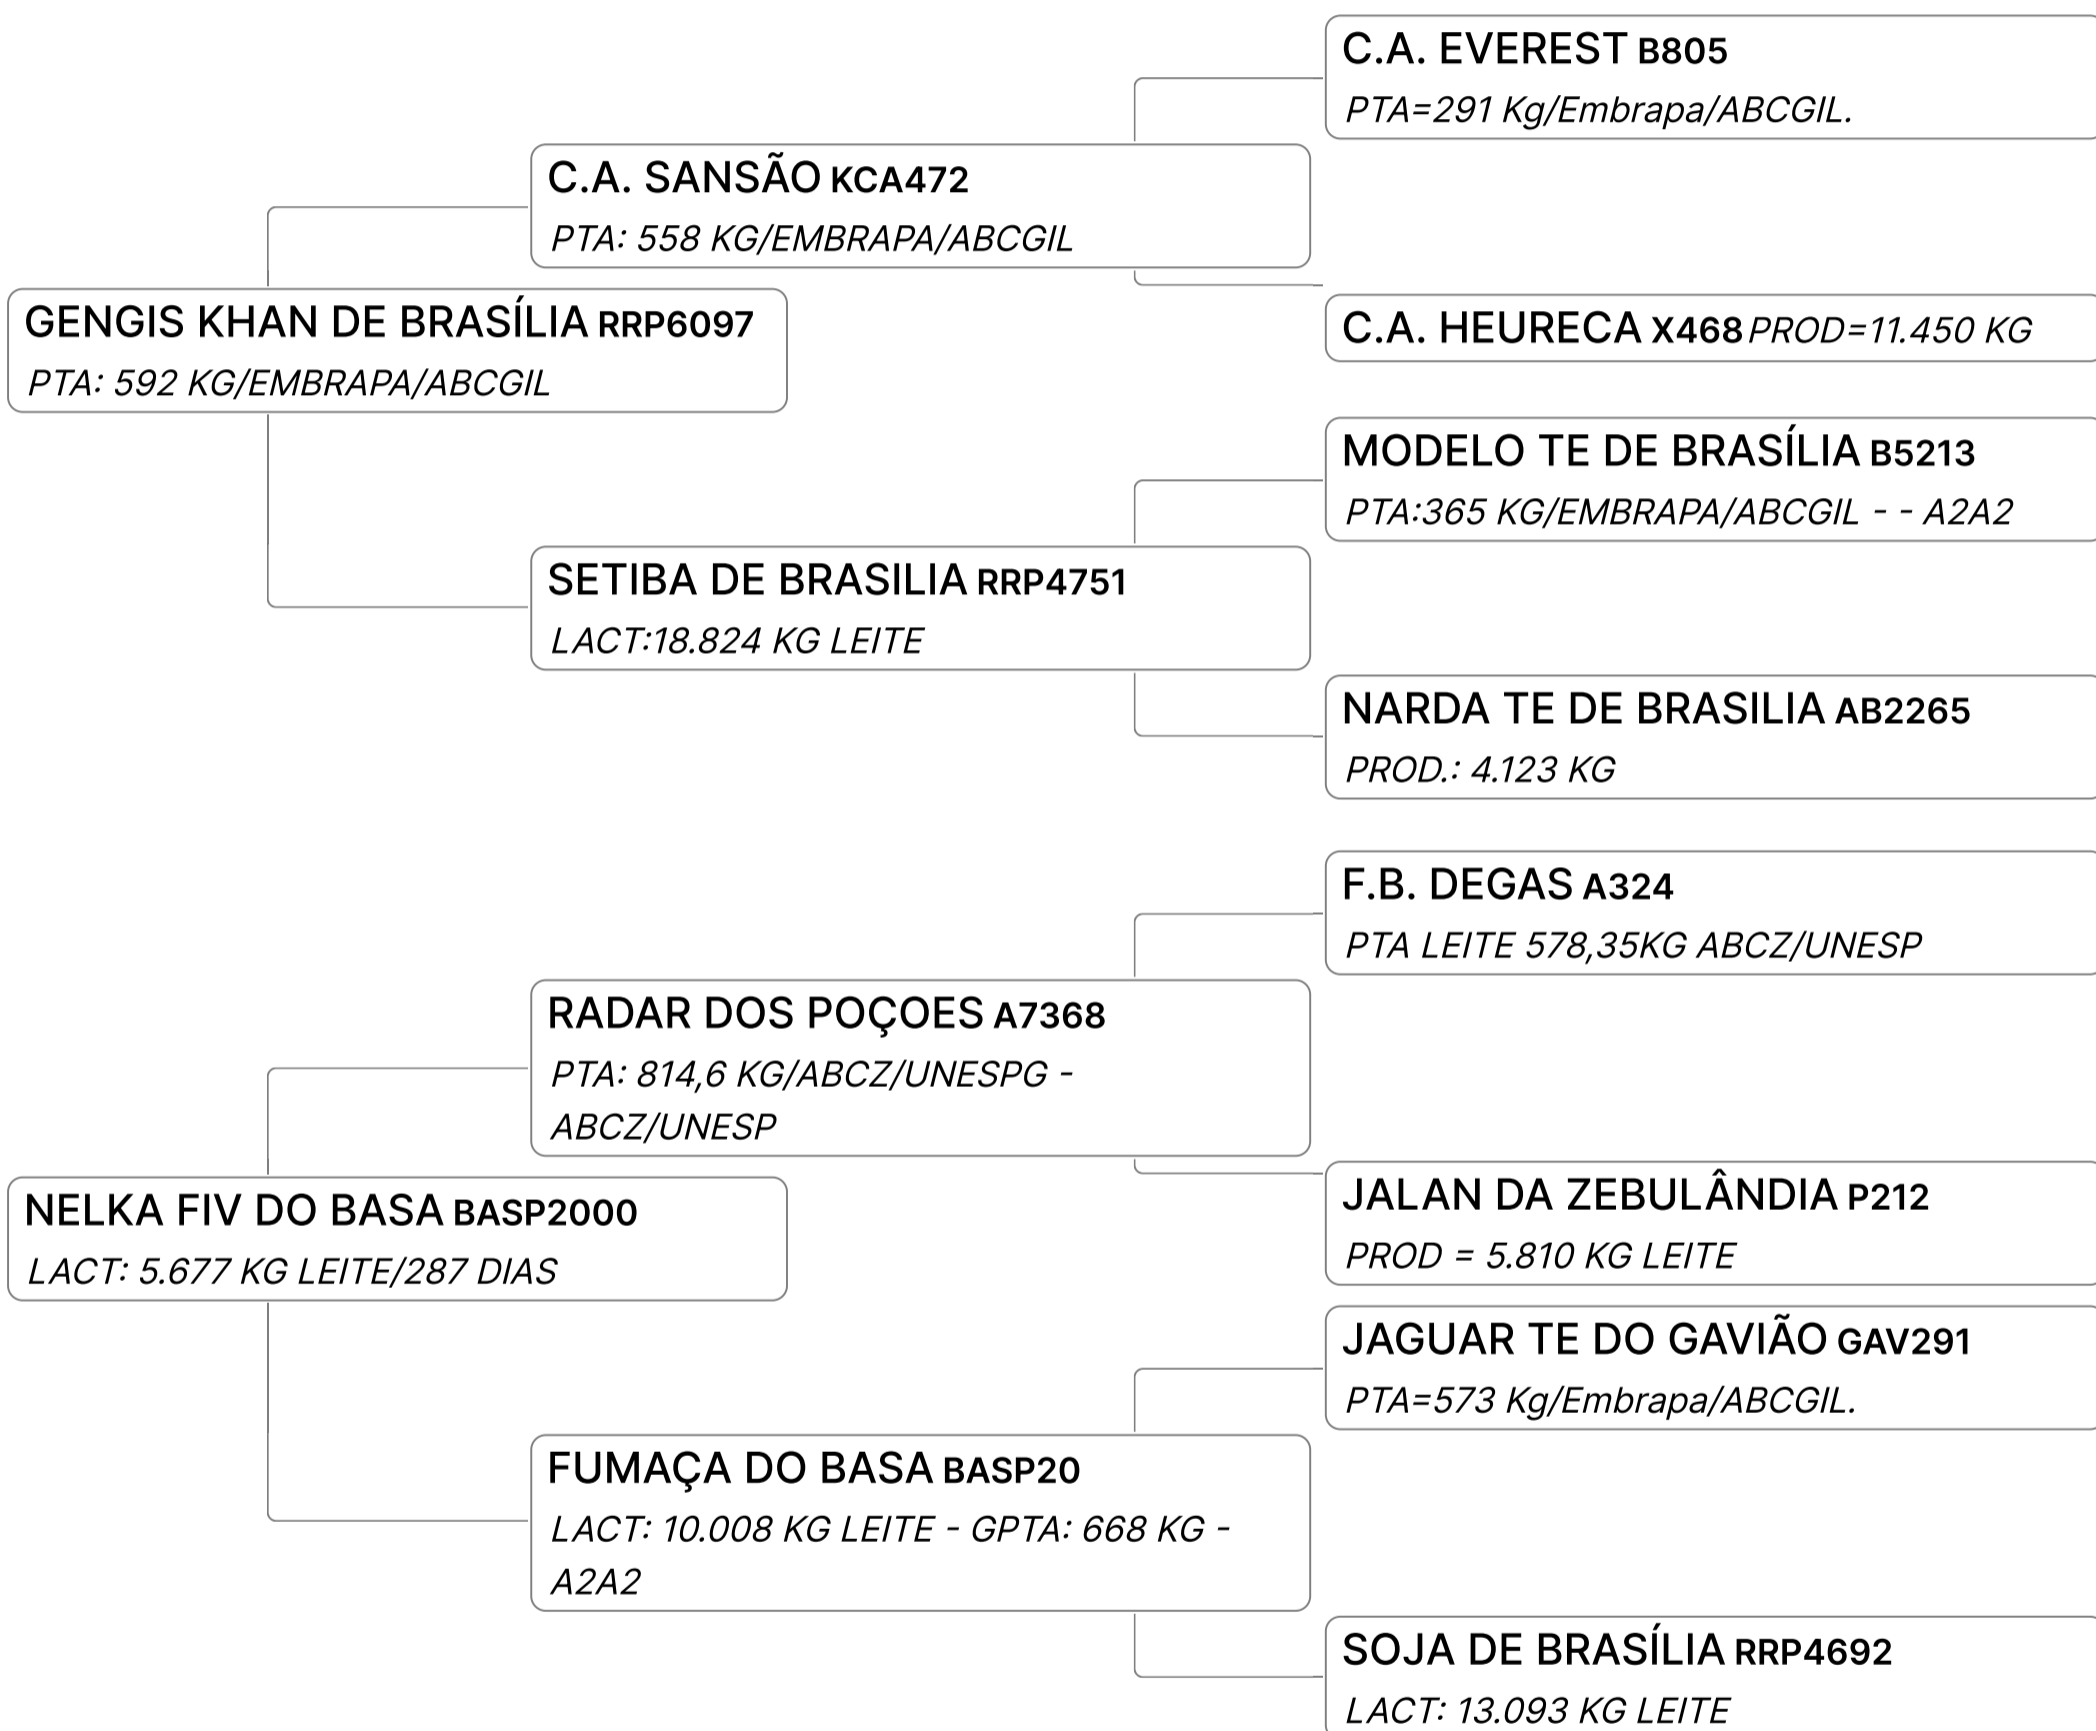 C.A. EVEREST B805
PTA=291 Kg/Embrapa/ABCGIL.
C.A. SANSÃO KCA472
PTA: 558 KG/EMBRAPA/ABCGIL
C.A. HEURECA X468 PROD=11.450 KG
GENGIS KHAN DE BRASÍLIA RRP6097
PTA: 592 KG/EMBRAPA/ABCGIL
MODELO TE DE BRASÍLIA B5213
PTA:365 KG/EMBRAPA/ABCGIL - - A2A2
SETIBA DE BRASILIA RRP4751
LACT:18.824 KG LEITE
NARDA TE DE BRASILIA AB2265
PROD.: 4.123 KG
F.B. DEGAS A324
PTA LEITE 578,35KG ABCZ/UNESP
RADAR DOS POÇOES A7368
PTA: 814,6 KG/ABCZ/UNESPG -
ABCZ/UNESP
JALAN DA ZEBULÂNDIA P212
PROD = 5.810 KG LEITE
NELKA FIV DO BASA BASP2000
LACT: 5.677 KG LEITE/287 DIAS
JAGUAR TE DO GAVIÃO GAV291
PTA=573 Kg/Embrapa/ABCGIL.
FUMAÇA DO BASA BASP20
LACT: 10.008 KG LEITE - GPTA: 668 KG -
A2A2
SOJA DE BRASÍLIA RRP4692
LACT: 13.093 KG LEITE